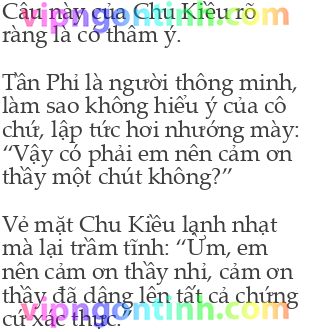 Câu này của Chu Kiều rõ
ràng là có thâm ý.
Tần Phỉ là người thông minh,
làm sao không hiểu ý của cô
chứ, lập tức hơi nhướng mày:
“Vậy có phải em nên cảm ơn
thầy một chút không?”
Vẻ mặt Chu Kiều lạnh nhạt
mà lại trầm tĩnh: “Ừm, em
nên cảm ơn thầy nhỉ, cảm ơn
thầy đã dâng lên tất cả chứng
cứ xác thực.”
vipngontinh.com
vipngontinh.com